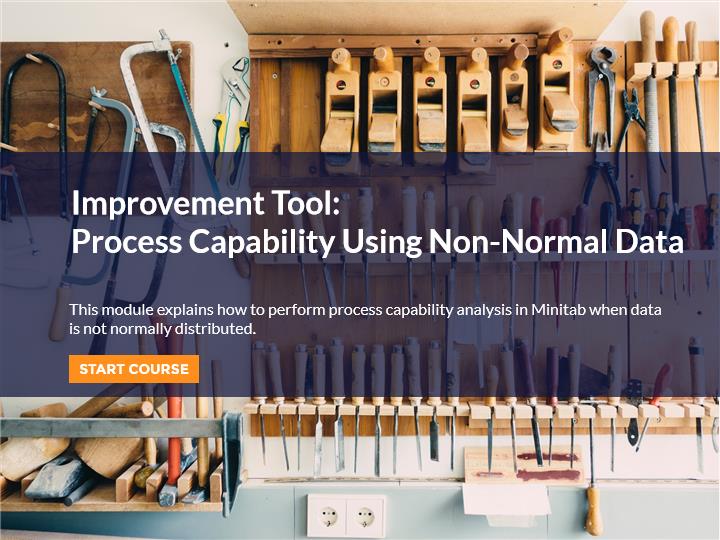 Improvement Tool:
Process Capability Using Non-Normal Data
This module explains how to perform process capability analysis in Minitab when data
is not normally distributed.
START COURSE